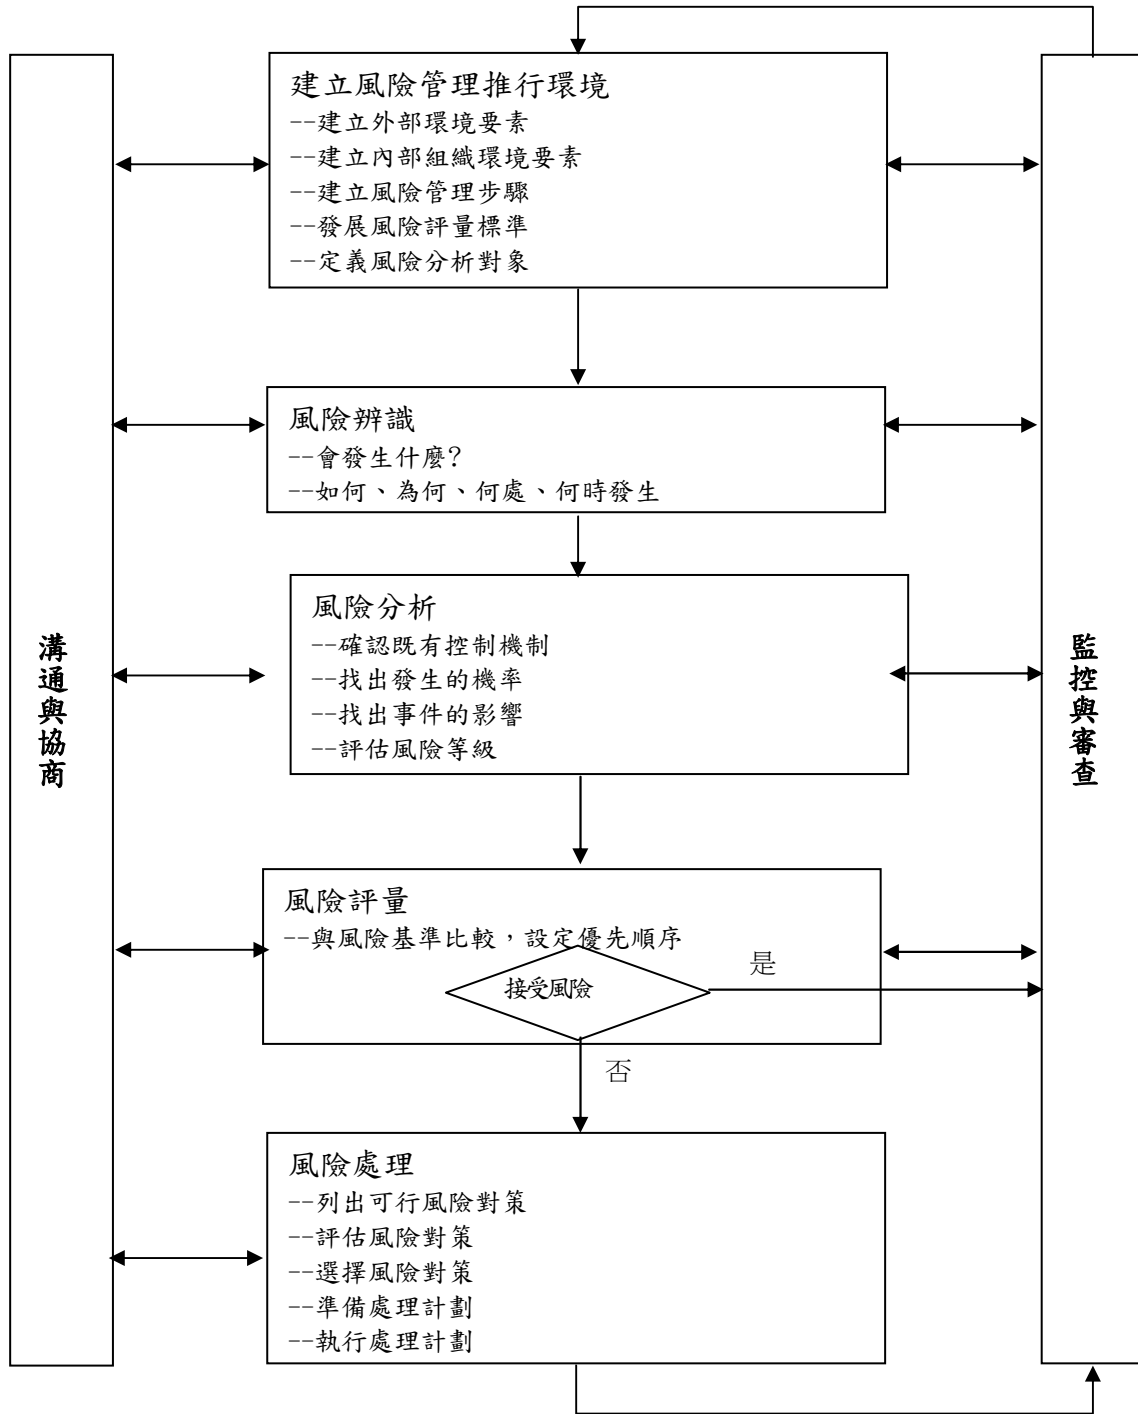 建立風險管理推行環境
--建立外部環境要素
--建立內部組織環境要素
--建立風險管理步驟
--發展風險評量標準
--定義風險分析對象
風險辨識
--會發生什麼?
--如何、為何、何處、何時發生
溝通與協商
風險分析
--確認既有控制機制
--找出發生的機率
--找出事件的影響
--評估風險等級
監控與審查
風險評量
--與風險基準比較，設定優先順序
接受風險
是
否
風險處理
--列出可行風險對策
--評估風險對策
--選擇風險對策
--準備處理計劃
--執行處理計劃